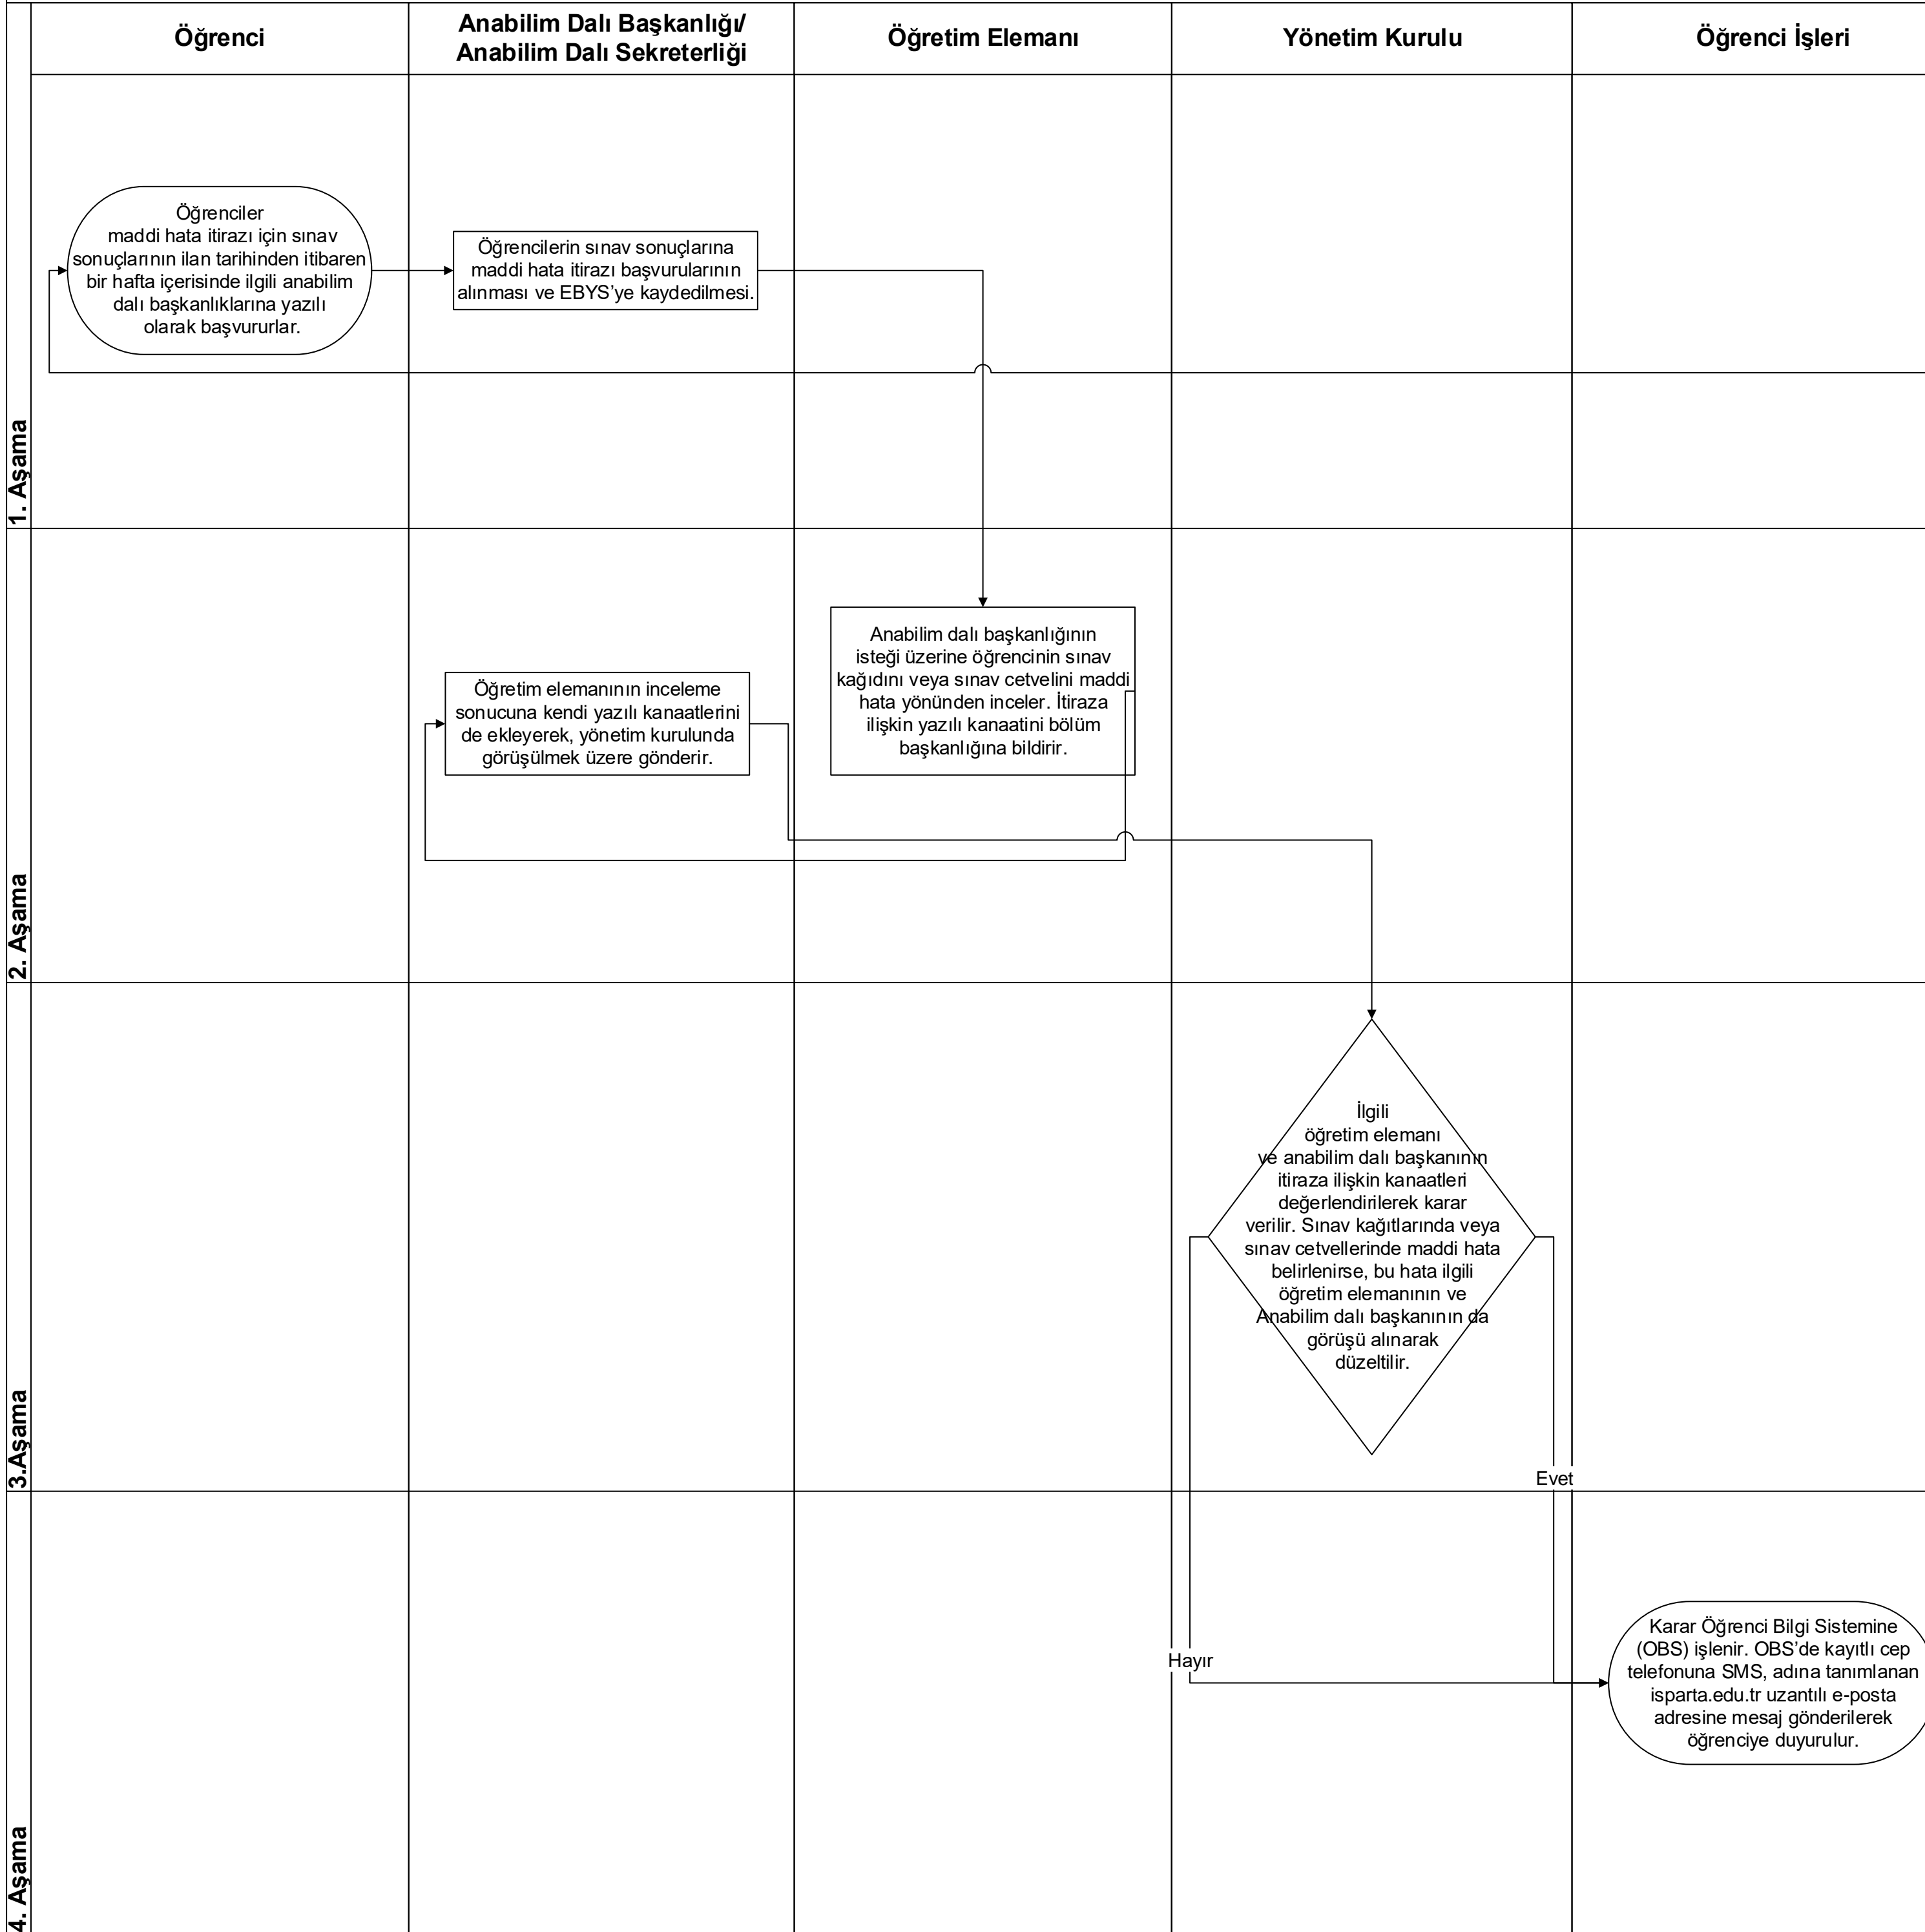 Öğrenci
Anabilim Dalı Başkanlığı/
Anabilim Dalı Sekreterliği
Öğretim Elemanı
Yönetim Kurulu
Öğrenci İşleri
1. Aşama
Öğrenciler
maddi hata itirazı için sınav
sonuçlarının ilan tarihinden itibaren
bir hafta içerisinde ilgili anabilim
dalı başkanlıklarına yazılı
olarak başvururlar.
Öğrencilerin sınav sonuçlarına
maddi hata itirazı başvurularının
alınması ve EBYS’ye kaydedilmesi.
2. Aşama
Öğretim elemanının inceleme
sonucuna kendi yazılı kanaatlerini
de ekleyerek, yönetim kurulunda
görüşülmek üzere gönderir.
Anabilim dalı başkanlığının
isteği üzerine öğrencinin sınav
kağıdını veya sınav cetvelini maddi
hata yönünden inceler. İtiraza
ilişkin yazılı kanaatini bölüm
başkanlığına bildirir.
3.Aşama
İlgili
öğretim elemanı
ve anabilim dalı başkanının
itiraza ilişkin kanaatleri
değerlendirilerek karar
verilir. Sınav kağıtlarında veya
sınav cetvellerinde maddi hata
belirlenirse, bu hata ilgili
öğretim elemanının ve
Anabilim dalı başkanının da
görüşü alınarak
düzeltilir.
Evet
Hayır
4. Aşama
Karar Öğrenci Bilgi Sistemine
(OBS) işlenir. OBS’de kayıtlı cep
telefonuna SMS, adına tanımlanan
isparta.edu.tr uzantılı e-posta
adresine mesaj gönderilerek
öğrenciye duyurulur.